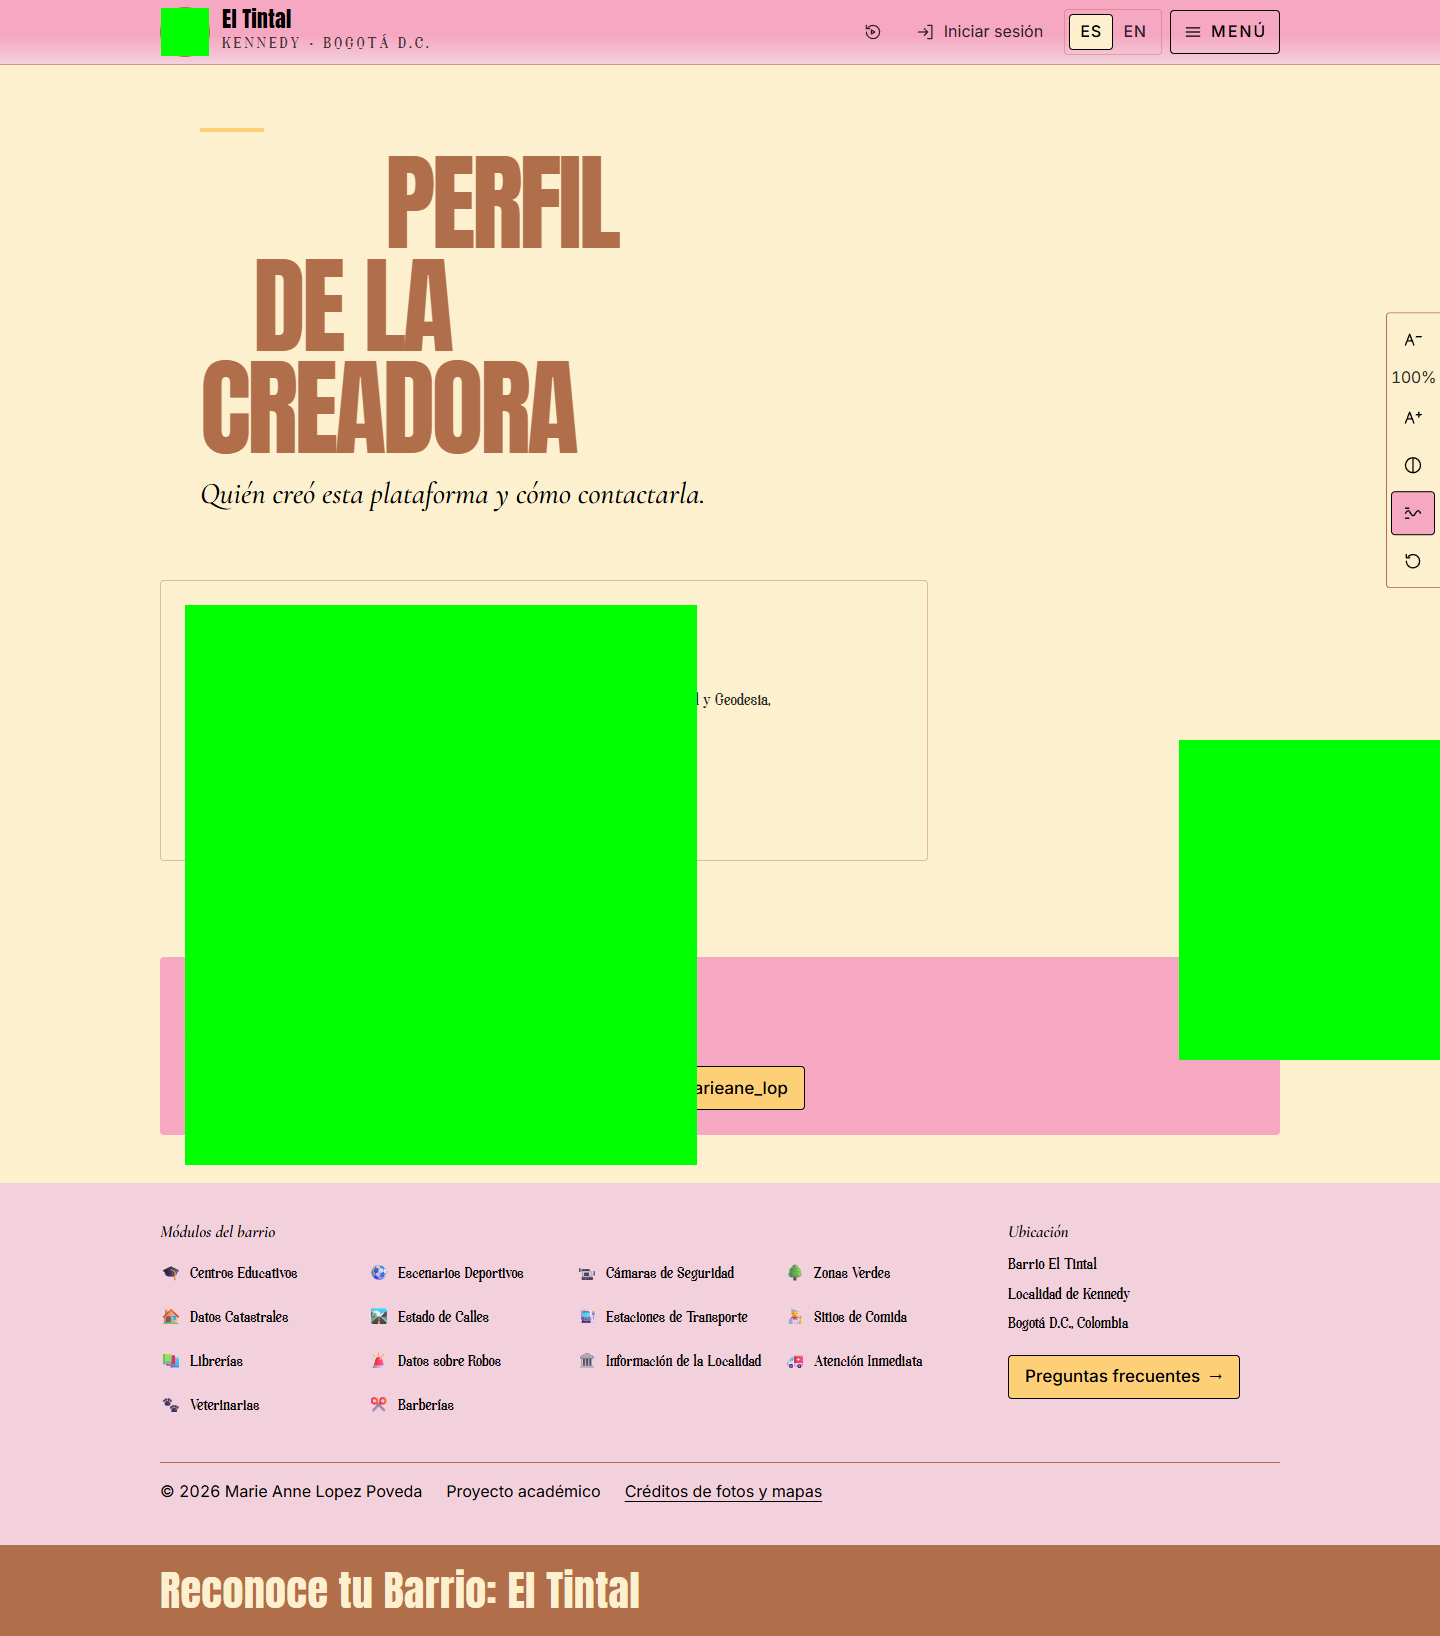 El Tintal
KENNEDY · BOGOTÁ D.C.
Iniciar sesión
ES EN
MENÚ
PERFIL
DE LA
CREADORA
Quién creó esta plataforma y cómo contactarla.
A−
100%
A+
y Geodesia,
Módulos del barrio
Centros Educativos
Escenarios Deportivos
Cámaras de Seguridad
Zonas Verdes
Datos Catastrales
Estado de Calles
Estaciones de Transporte
Sitios de Comida
Librerías
Datos sobre Robos
Información de la Localidad
Atención Inmediata
Veterinarias
Barberías
Ubicación
Barrio El Tintal
Localidad de Kennedy
Bogotá D.C., Colombia
Preguntas frecuentes →
© 2026 Marie Anne Lopez Poveda Proyecto académico Créditos de fotos y mapas
Reconoce tu Barrio: El Tintal